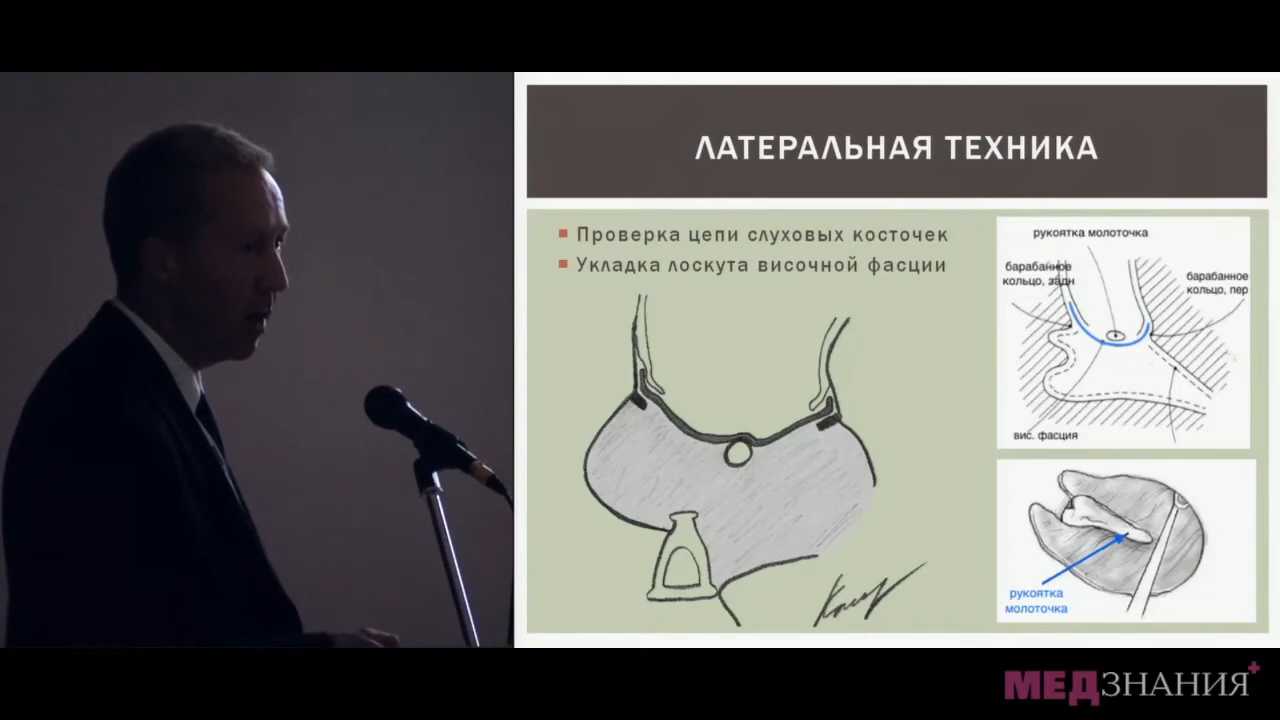 ЛАТЕРАЛЬНАЯ ТЕХНИКА
Проверка цепи слуховых косточек
Укладка лоскута височной фасции
рукоятка молоточка
барабанное
кольцо, задн
барабанное
кольцо, пер
вис. фасция
рукоятка
молоточка
МЕДЗНАНИЯ